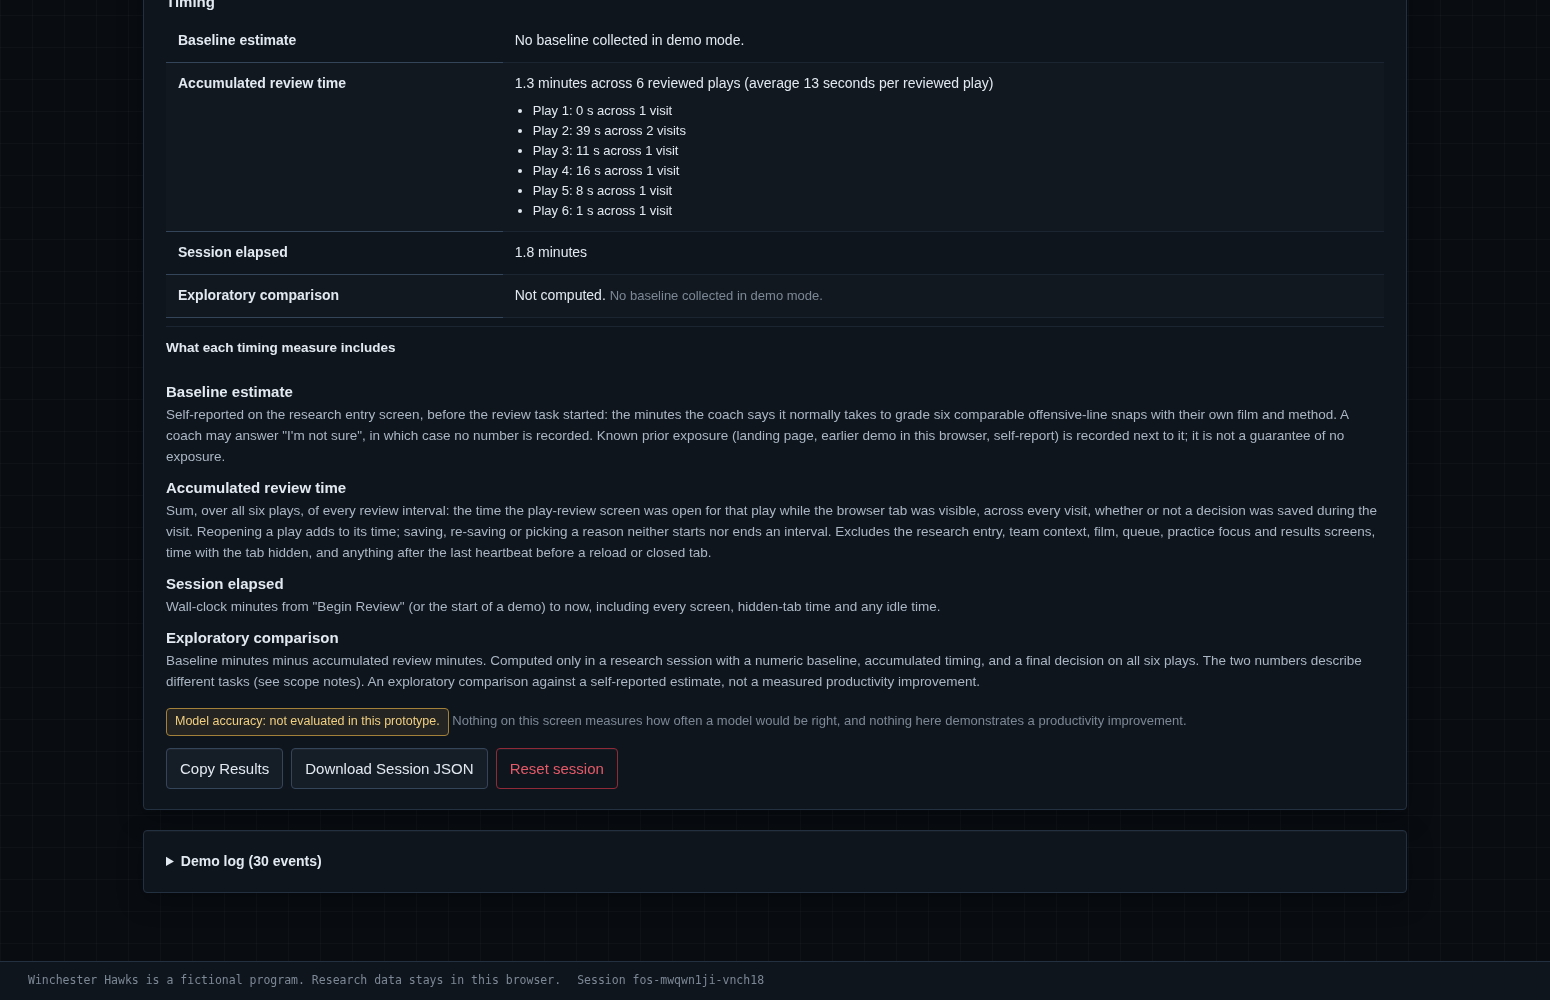 Timing
Baseline estimate
No baseline collected in demo mode.
Accumulated review time
1.3 minutes across 6 reviewed plays (average 13 seconds per reviewed play)
• Play 1: 0 s across 1 visit
• Play 2: 39 s across 2 visits
• Play 3: 11 s across 1 visit
• Play 4: 16 s across 1 visit
• Play 5: 8 s across 1 visit
• Play 6: 1 s across 1 visit
Session elapsed
1.8 minutes
Exploratory comparison
Not computed. No baseline collected in demo mode.
What each timing measure includes
Baseline estimate
Self-reported on the research entry screen, before the review task started: the minutes the coach says it normally takes to grade six comparable offensive-line snaps with their own film and method. A
coach may answer "I'm not sure", in which case no number is recorded. Known prior exposure (landing page, earlier demo in this browser, self-report) is recorded next to it; it is not a guarantee of no
exposure.
Accumulated review time
Sum, over all six plays, of every review interval: the time the play-review screen was open for that play while the browser tab was visible, across every visit, whether or not a decision was saved during the
visit. Reopening a play adds to its time; saving, re-saving or picking a reason neither starts nor ends an interval. Excludes the research entry, team context, film, queue, practice focus and results screens,
time with the tab hidden, and anything after the last heartbeat before a reload or closed tab.
Session elapsed
Wall-clock minutes from "Begin Review" (or the start of a demo) to now, including every screen, hidden-tab time and any idle time.
Exploratory comparison
Baseline minutes minus accumulated review minutes. Computed only in a research session with a numeric baseline, accumulated timing, and a final decision on all six plays. The two numbers describe
different tasks (see scope notes). An exploratory comparison against a self-reported estimate, not a measured productivity improvement.
Model accuracy: not evaluated in this prototype. Nothing on this screen measures how often a model would be right, and nothing here demonstrates a productivity improvement.
Copy Results
Download Session JSON
Reset session
▶ Demo log (30 events)
Winchester Hawks is a fictional program. Research data stays in this browser. Session fos-mwqwn1ji-vnch18